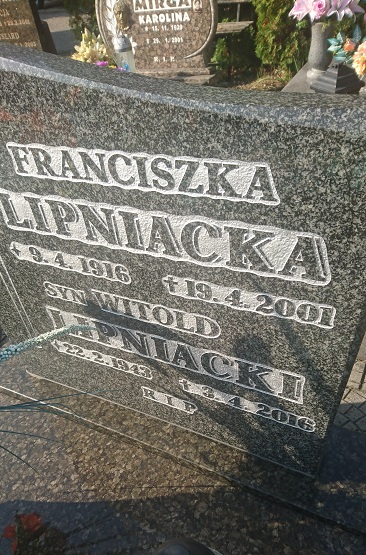 MIRGA
KAROLINA
R.I.P.
FRANCISZKA
LIPNIACKA
9.4.1916 †19.4.2001
SYN WITOLD
LIPNIACKI
22.2.1943 †3.4.2016
R.I.P